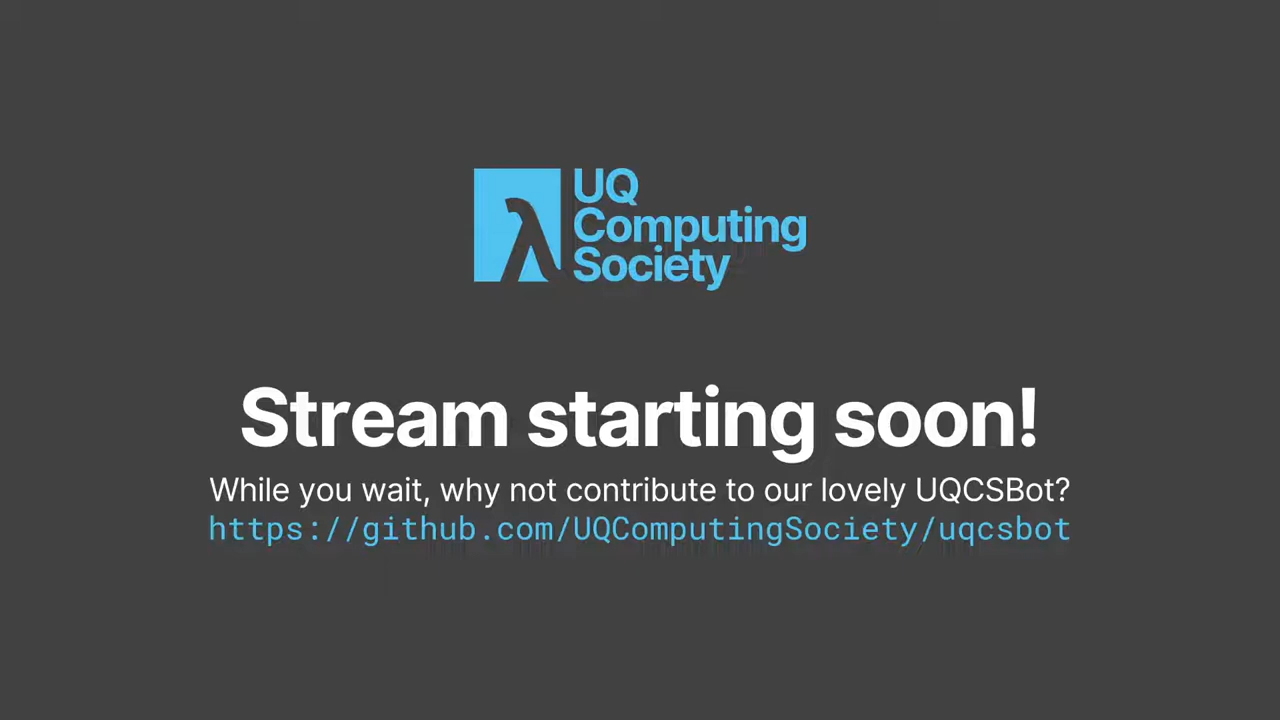 UQ
Computing
Society
Stream starting soon!
While you wait, why not contribute to our lovely UQCSBot?
https://github.com/UQComputingSociety/uqcsbot